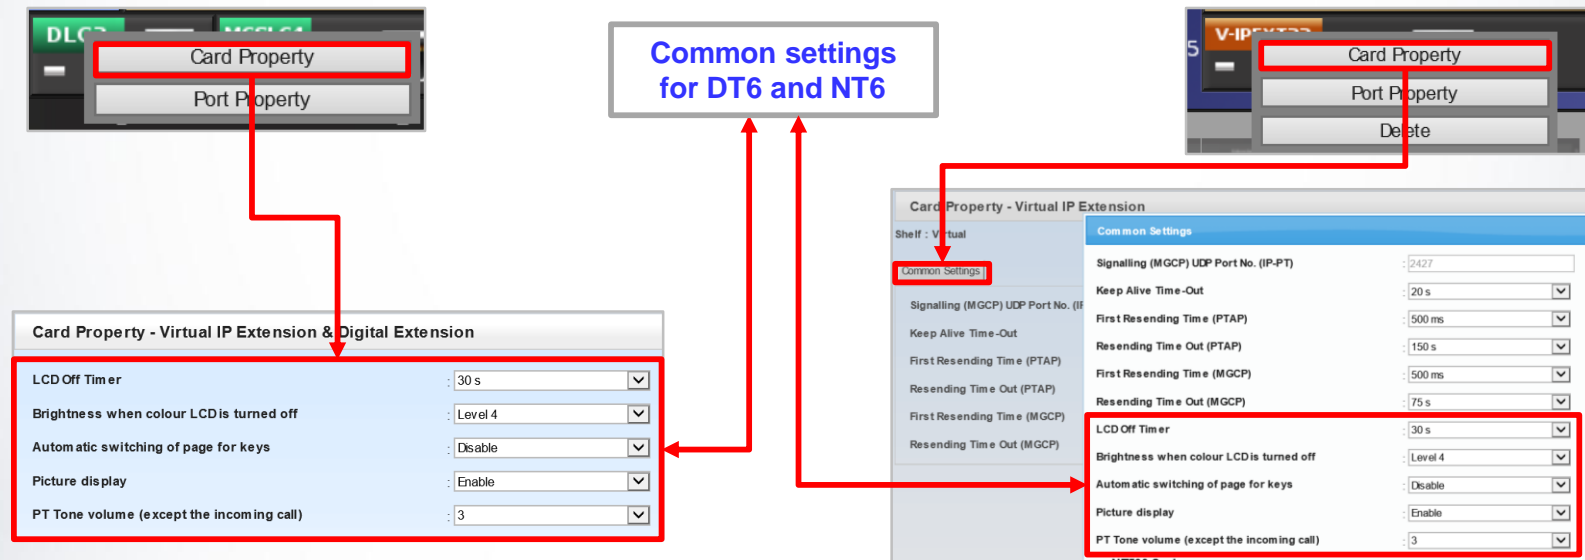 Card Property
Port Property
Common settings
for DT6 and NT6
5
Card Property
Port Property
Delete
Card Property - Virtual IP Extension
Shelf : Virtual
Common Settings
Signalling (MGCP) UDP Port No.
Keep Alive Time-Out
First Resending Time (PTAP)
Resending Time Out (PTAP)
First Resending Time (MGCP)
Resending Time Out (MGCP)
Common Settings
Signalling (MGCP) UDP Port No. (IP-PT) : 2427
Keep Alive Time-Out : 20 s
First Resending Time (PTAP) : 500 ms
Resending Time Out (PTAP) : 150 s
First Resending Time (MGCP) : 500 ms
Resending Time Out (MGCP) : 75 s
LCD Off Timer : 30 s
Brightness when colour LCD is turned off : Level 4
Automatic switching of page for keys : Disable
Picture display : Enable
PT Tone volume (except the incoming call) : 3
Card Property - Virtual IP Extension & Digital Extension
LCD Off Timer : 30 s
Brightness when colour LCD is turned off : Level 4
Automatic switching of page for keys : Disable
Picture display : Enable
PT Tone volume (except the incoming call) : 3